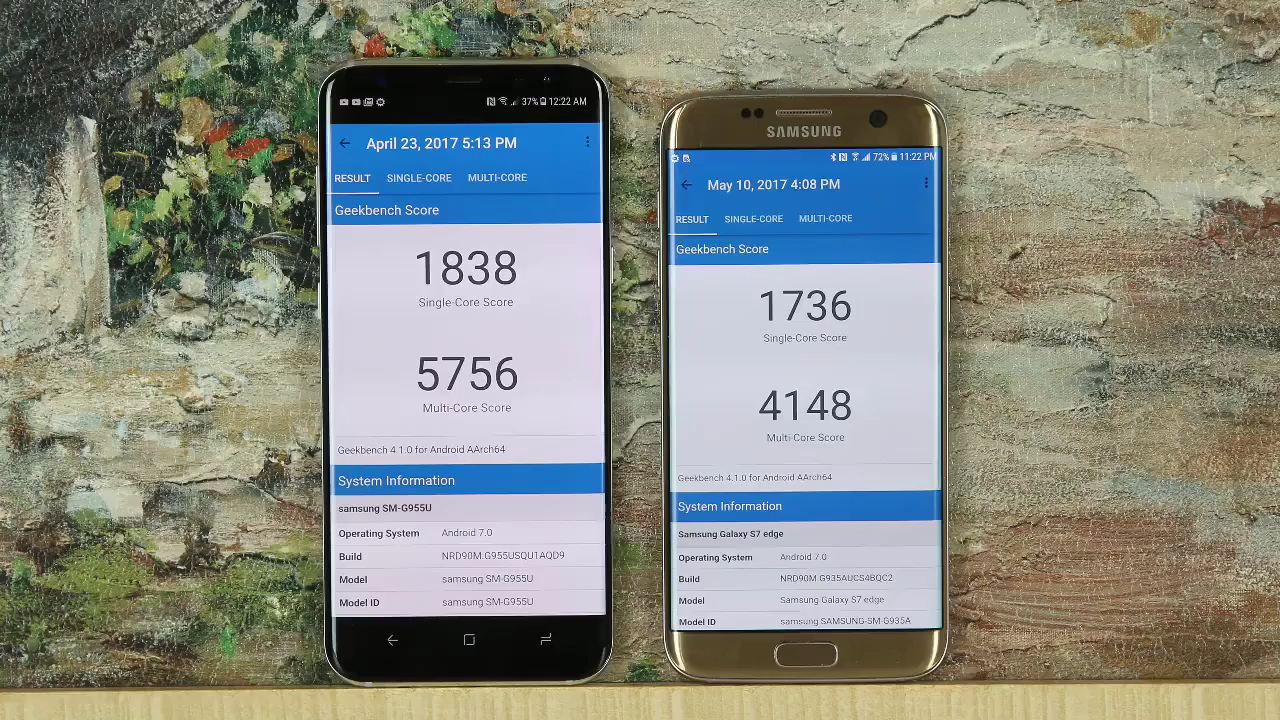 37% 12:22 AM
April 23, 2017 5:13 PM
RESULT SINGLE-CORE MULTI-CORE
Geekbench Score
1838
Single-Core Score
5756
Multi-Core Score
Geekbench 4.1.0 for Android AArch64
System Information
samsung SM-G955U
Operating System Android 7.0
Build NRD90M G955USQU1AQD9
Model samsung SM-G955U
Model ID samsung SM-G955U
SAMSUNG
72% 11:22 PM
May 10, 2017 4:08 PM
RESULT SINGLE-CORE MULTI-CORE
Geekbench Score
1736
Single-Core Score
4148
Multi-Core Score
Geekbench 4.1.0 for Android AArch64
System Information
Samsung Galaxy S7 edge
Operating System Android 7.0
Build NRD90M G935AUCS4BQC2
Model Samsung Galaxy S7 edge
Model ID samsung SAMSUNG-SM-G935A